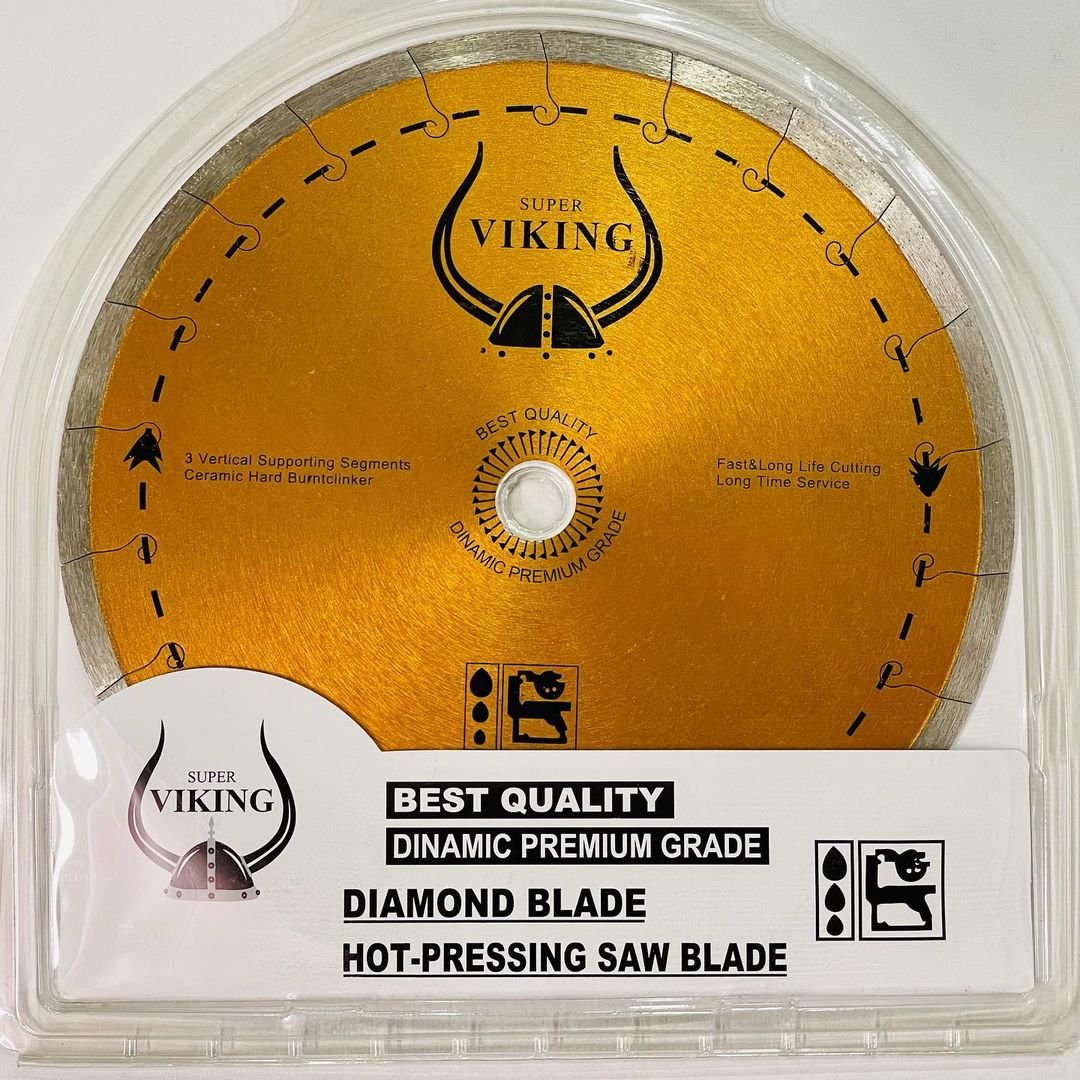 SUPER
VIKING
BEST QUALITY
3 Vertical Supporting Segments
Ceramic Hard Burntclinker
Fast&Long Life Cutting
Long Time Service
DINAMIC PREMIUM GRADE
SUPER
VIKING
BEST QUALITY
DINAMIC PREMIUM GRADE
DIAMOND BLADE
HOT-PRESSING SAW BLADE